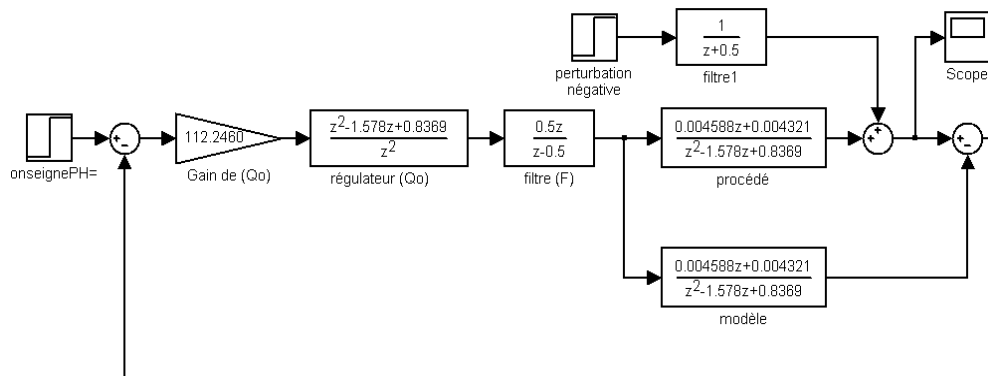 1
z+0.5
filtre1
perturbation
négative
Scope
onseignePH=
112.2460
Gain de (Qo)
z2-1.578z+0.8369
z2
régulateur (Qo)
0.5z
z-0.5
filtre (F)
0.004588z+0.004321
z2-1.578z+0.8369
procédé
0.004588z+0.004321
z2-1.578z+0.8369
modèle